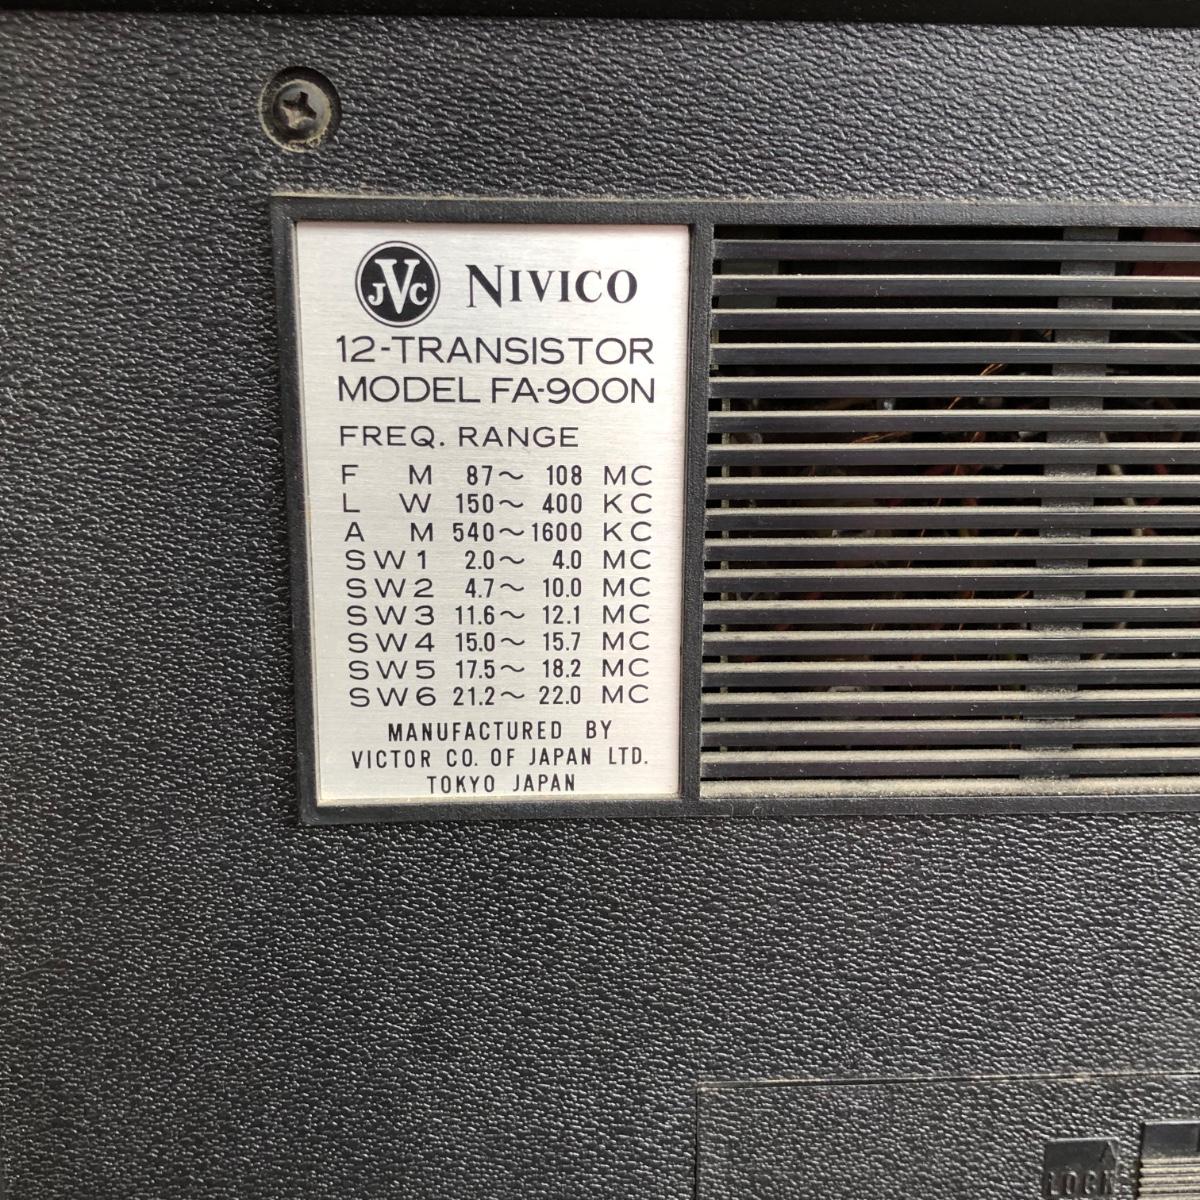 JVC NIVICO
12-TRANSISTOR
MODEL FA-900N
FREQ. RANGE
F M 87~ 108 MC
L W 150~ 400 KC
A M 540~1600 KC
SW1 2.0~ 4.0 MC
SW2 4.7~ 10.0 MC
SW3 11.6~ 12.1 MC
SW4 15.0~ 15.7 MC
SW5 17.5~ 18.2 MC
SW6 21.2~ 22.0 MC
MANUFACTURED BY
VICTOR CO. OF JAPAN LTD.
TOKYO JAPAN
LOCK